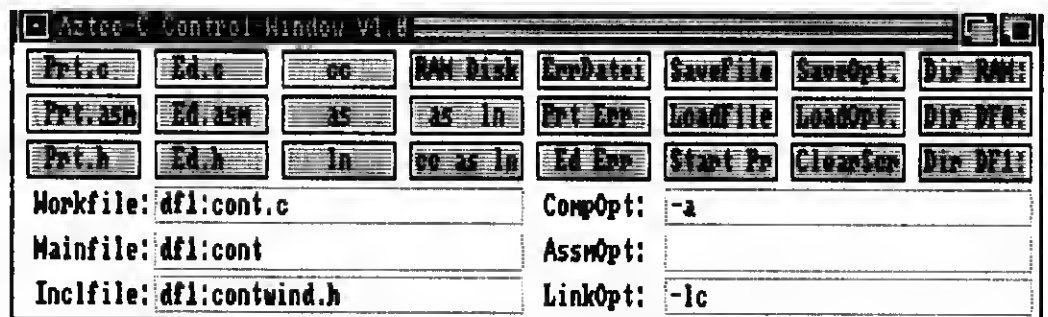 Aztec-C Control-Window V1.0
Prt.c Ed.c cc RAM Disk ErrDatei SaveFile SaveOpt. Dir RAM:
Prt.asm Ed.asm as as ln Prt Err LoadFile LoadOpt. Dir DF0:
Prt.h Ed.h ln cc as ln Ed Err Start Pr ClearScr Dir DF1:
Workfile: df1:cont.c CompOpt: -a
Mainfile: df1:cont AssmOpt:
Inclfile: df1:contwind.h LinkOpt: -lc